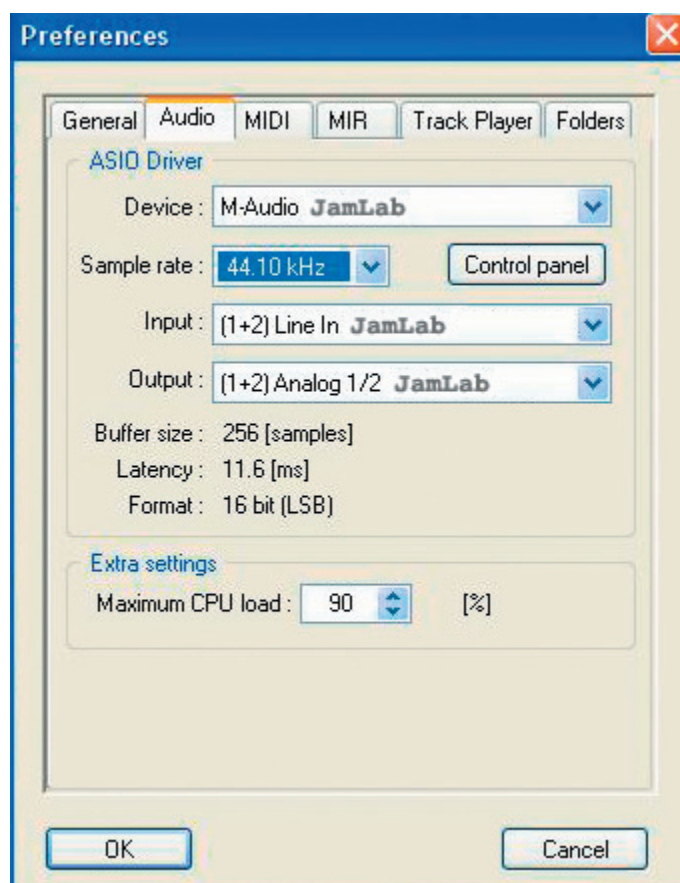 Preferences
General Audio MIDI MIR Track Player Folders
ASIO Driver
Device : M-Audio JamLab
Sample rate : 44.10 kHz Control panel
Input : (1+2) Line In JamLab
Output : (1+2) Analog 1/2 JamLab
Buffer size : 256 [samples]
Latency : 11.6 [ms]
Format : 16 bit (LSB)
Extra settings
Maximum CPU load : 90 [%]
OK Cancel